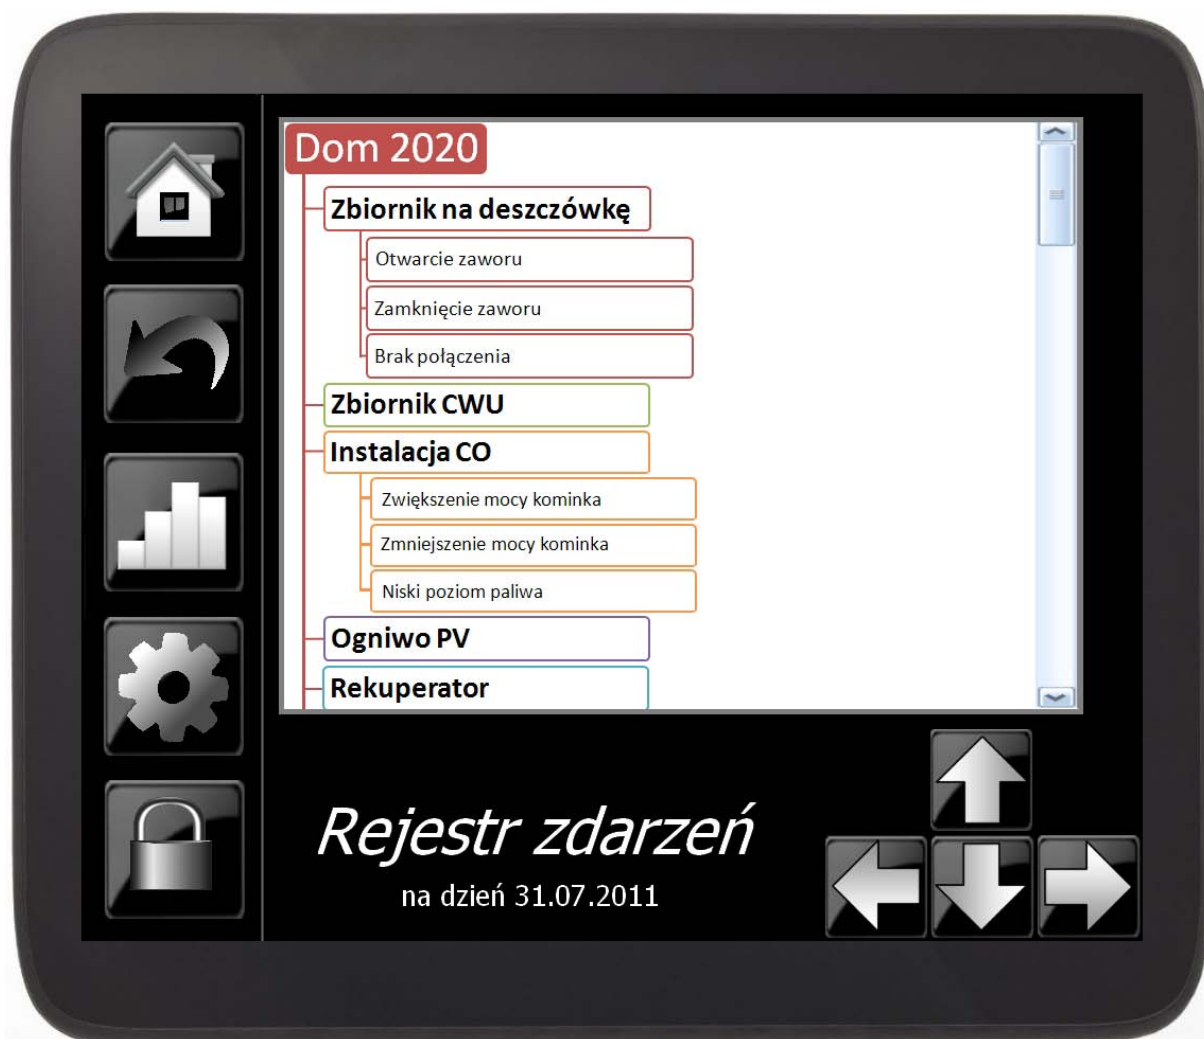 Dom 2020
Zbiornik na deszczówkę
Otwarcie zaworu
Zamknięcie zaworu
Brak połączenia
Zbiornik CWU
Instalacja CO
Zwiększenie mocy kominka
Zmniejszenie mocy kominka
Niski poziom paliwa
Ogniwo PV
Rekuperator
Rejestr zdarzeń
na dzień 31.07.2011